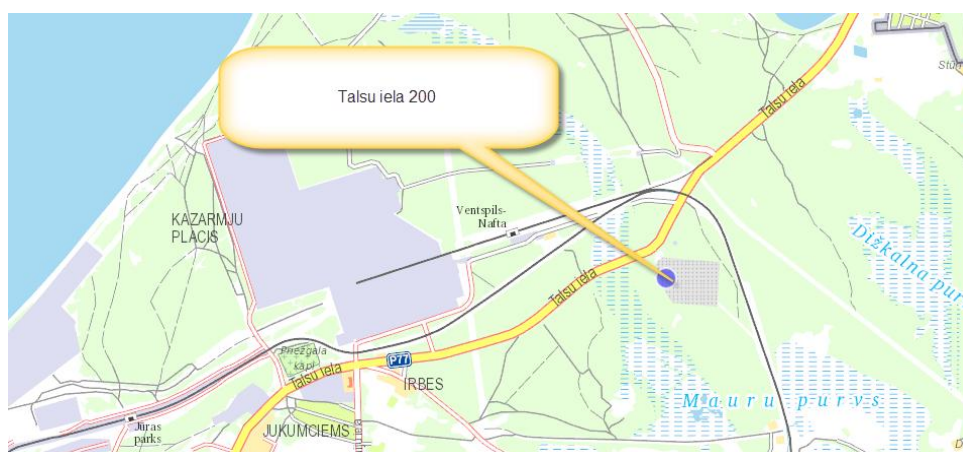 Talsu iela 200
Talsu iela
Stūr
KAZARMJU
PLACIS
Ventspils-
Nafta
Dižkalna pur
Talsu iela
P77
Priežgala
kapi
Talsu iela
IRBES
Mauru purvs
Jūras
parks
JUKUMCIEMS
D